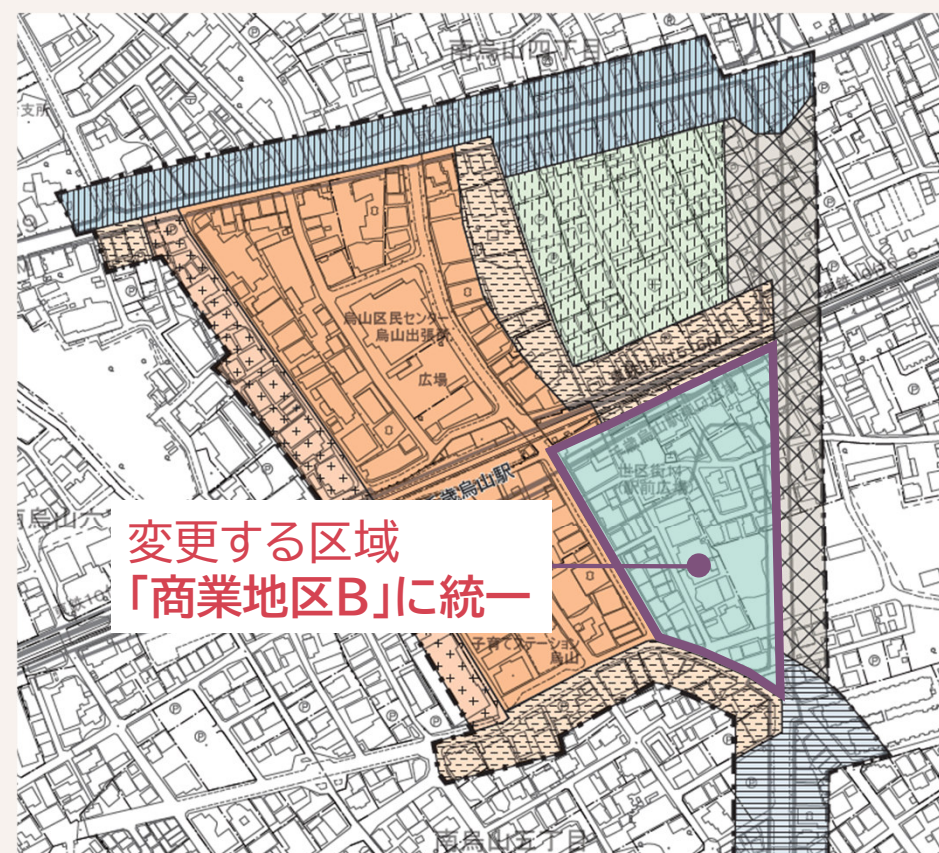 南烏山四丁目
支所
烏山区民センター
烏山出張所
広場
烏山駅
世区街
駅前広場
南烏山六
変更する区域
「商業地区B」に統一
子育てステーション
烏山
南烏山五丁目